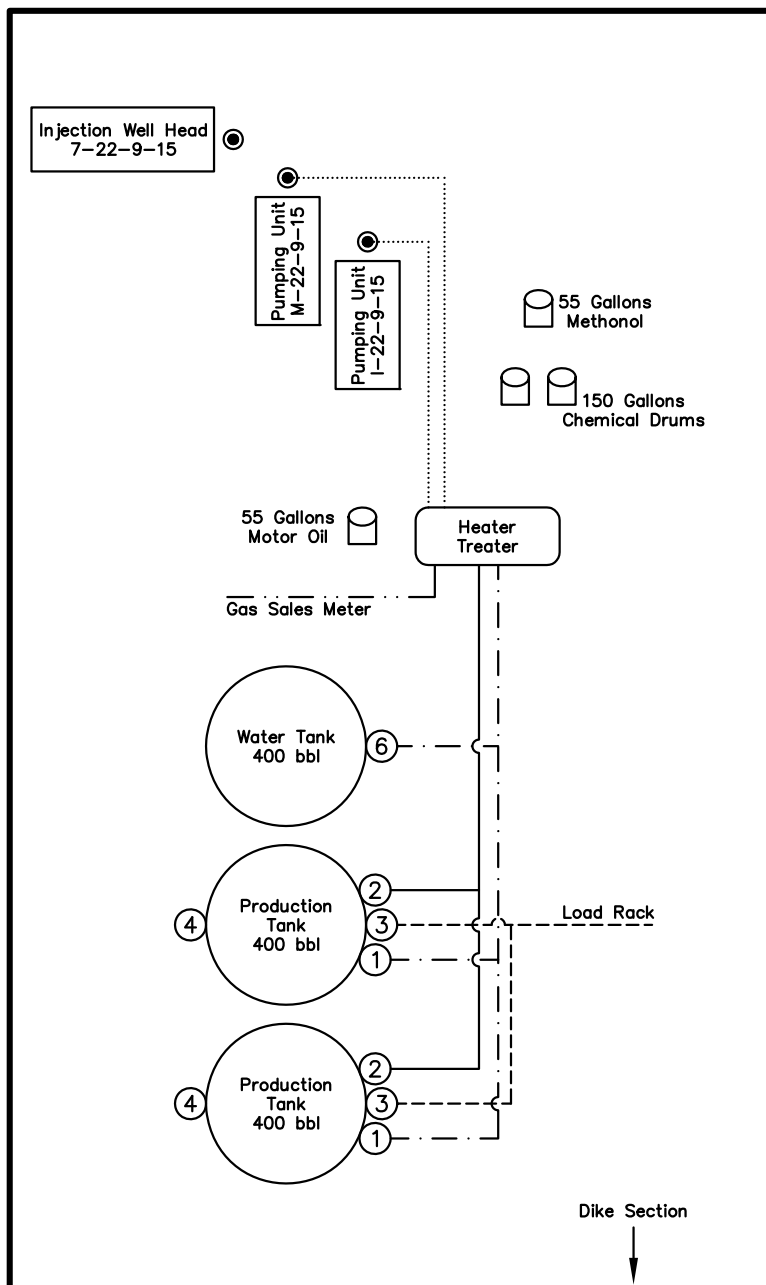 Injection Well Head
7-22-9-15
Pumping Unit
M-22-9-15
Pumping Unit
I-22-9-15
55 Gallons
Methonol
150 Gallons
Chemical Drums
55 Gallons
Motor Oil
Heater
Treater
Gas Sales Meter
Water Tank
400 bbl
6
Production
Tank
400 bbl
2
4
3
1
Load Rack
Production
Tank
400 bbl
2
4
3
1
Dike Section